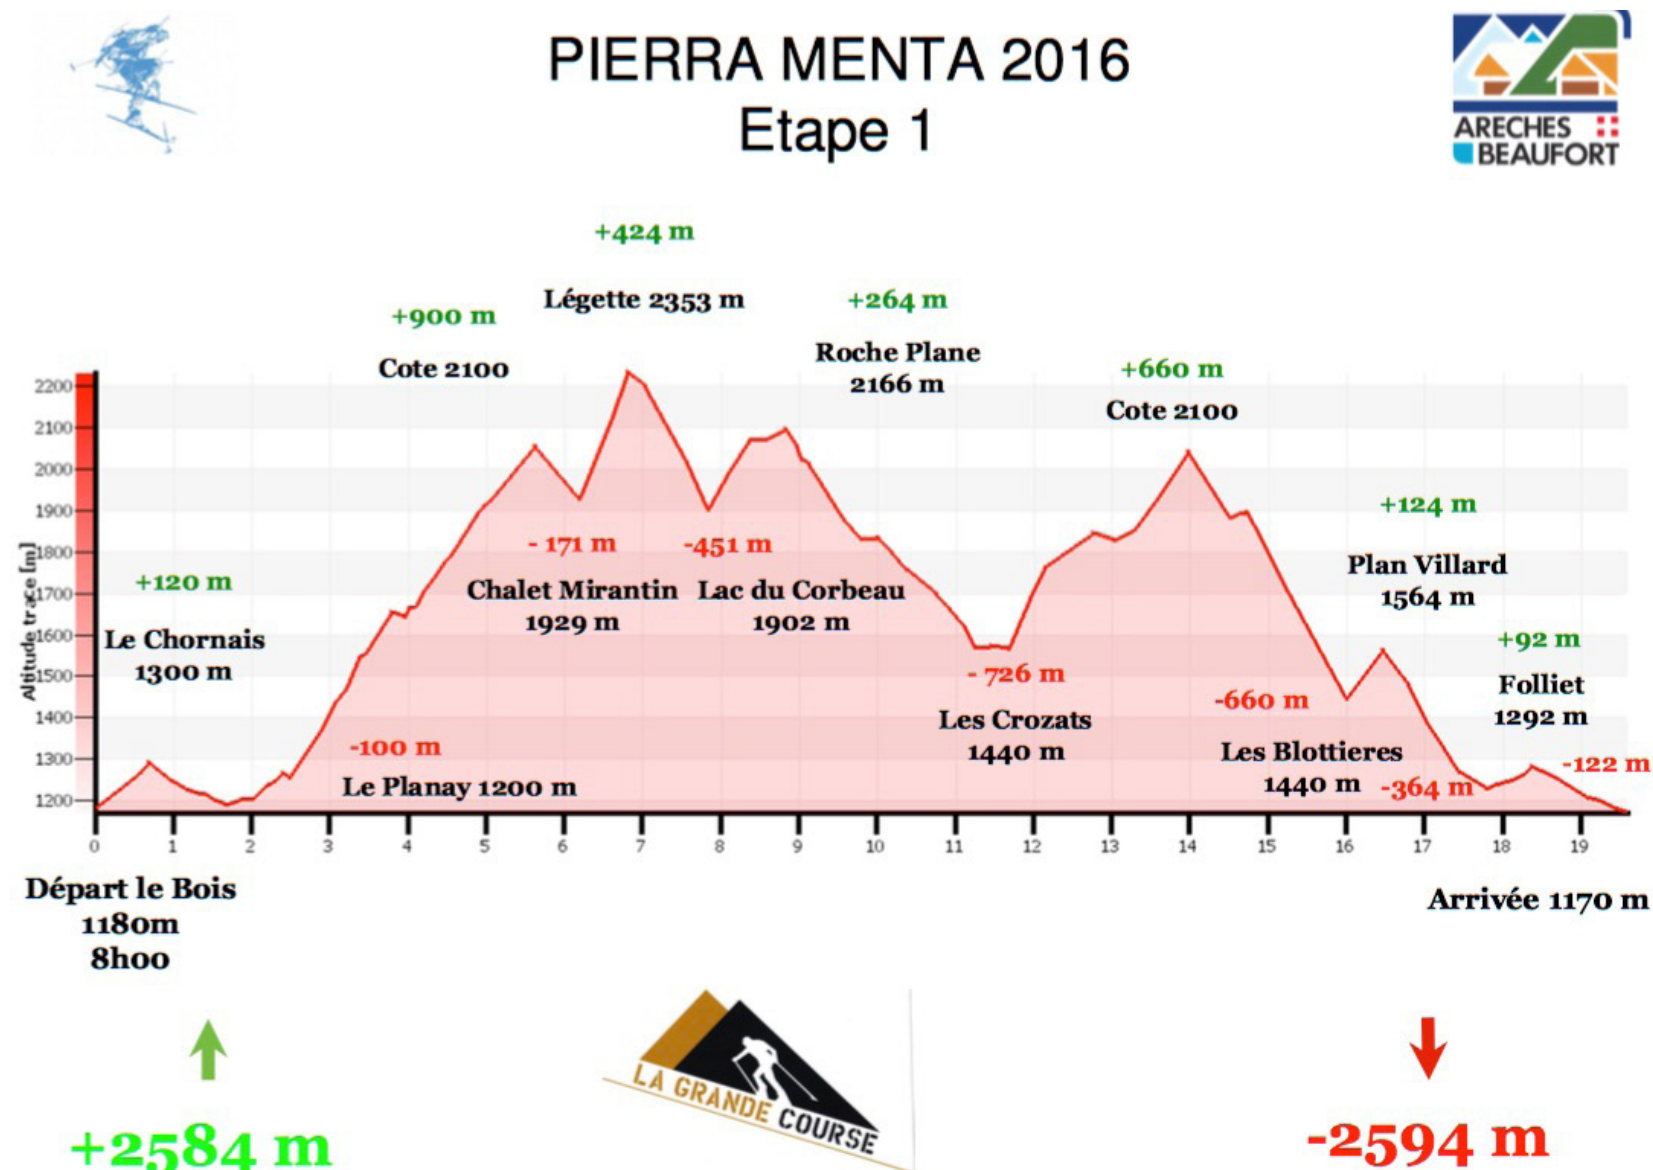 PIERRA MENTA 2016
Etape 1
ARECHES
BEAUFORT
+424 m
Légette 2353 m
+900 m
Cote 2100
+264 m
Roche Plane
2166 m
+660 m
Cote 2100
+124 m
Plan Villard
1564 m
+92 m
Folliet
1292 m
+120 m
Le Chornais
1300 m
- 171 m
Chalet Mirantin
1929 m
-451 m
Lac du Corbeau
1902 m
- 726 m
Les Crozats
1440 m
-660 m
Les Blottieres
1440 m
-364 m
-122 m
-100 m
Le Planay 1200 m
Altitude trace [m]
2200
2100
2000
1900
1800
1700
1600
1500
1400
1300
1200
0 1 2 3 4 5 6 7 8 9 10 11 12 13 14 15 16 17 18 19
Départ le Bois
1180m
8h00
Arrivée 1170 m
+2584 m
LA GRANDE COURSE
-2594 m